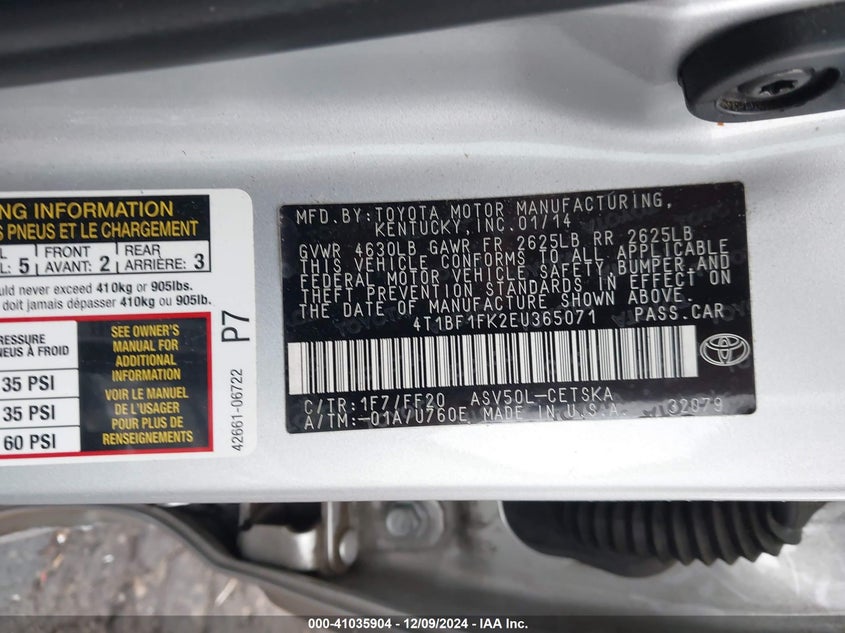 NG INFORMATION
S PNEUS ET LE CHARGEMENT
5
FRONT
AVANT: 2
REAR
ARRIÈRE: 3
uld never exceed 410kg or 905lbs.
doit jamais dépasser 410kg ou 905lb.
RESSURE
NEUS À FROID
35 PSI
35 PSI
60 PSI
SEE OWNER'S
MANUAL FOR
ADDITIONAL
INFORMATION
VOIR LE MANUEL
DE L'USAGER
POUR PLUS DE
RENSEIGNEMENTS
P7
42661-06722
MFD.BY:TOYOTA MOTOR MANUFACTURING,
KENTUCKY,INC.01/14
GVWR 4630LB GAWR FR 2625LB RR 2625LB
THIS VEHICLE CONFORMS TO ALL APPLICABLE
FEDERAL MOTOR VEHICLE SAFETY,BUMPER,AND
THEFT PREVENTION STANDARDS IN EFFECT ON
THE DATE OF MANUFACTURE SHOWN ABOVE.
4T1BF1FK2EU365071 PASS.CAR
C/TR:1F7/FF20 ASV50L-CETSKA
A/TM:-01A/U760E MADE IN U.S.A. 32079
000-41035904 - 12/09/2024 - IAA Inc.